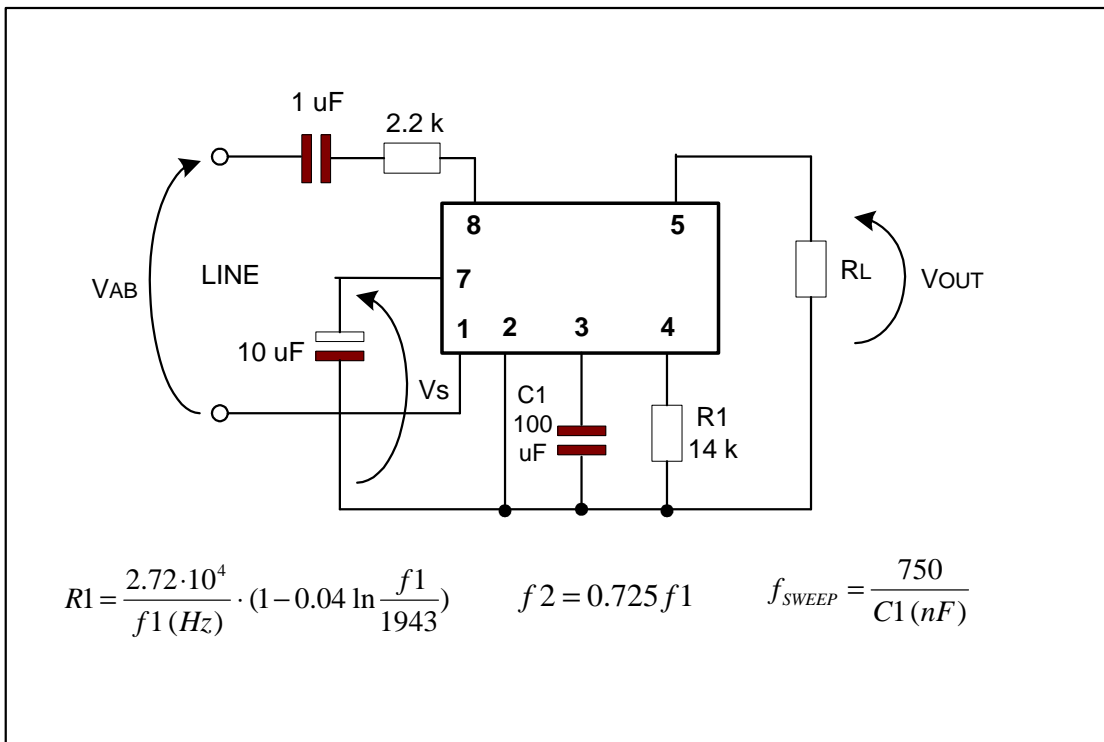 1 uF
2.2 k
8
5
7
LINE
VAB
RL
VOUT
1
2
3
4
10 uF
Vs
C1
100
uF
R1
14 k
R1 = 2.72·10⁴ / f1 (Hz) · (1 − 0.04 ln f1 / 1943)
f2 = 0.725 f1
fSWEEP = 750 / C1 (nF)